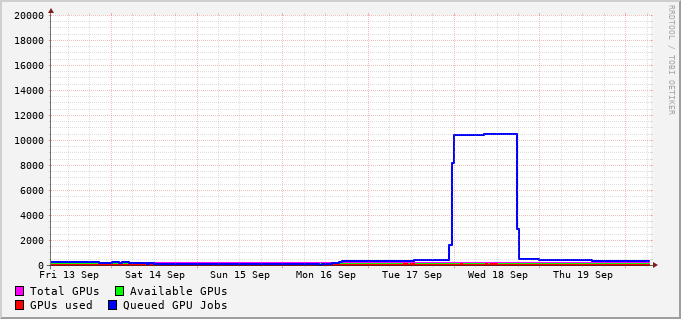 20000
18000
16000
14000
12000
10000
8000
6000
4000
2000
0
Fri 13 Sep Sat 14 Sep Sun 15 Sep Mon 16 Sep Tue 17 Sep Wed 18 Sep Thu 19 Sep
Total GPUs Available GPUs
GPUs used Queued GPU Jobs
RRDTOOL / TOBI OETIKER